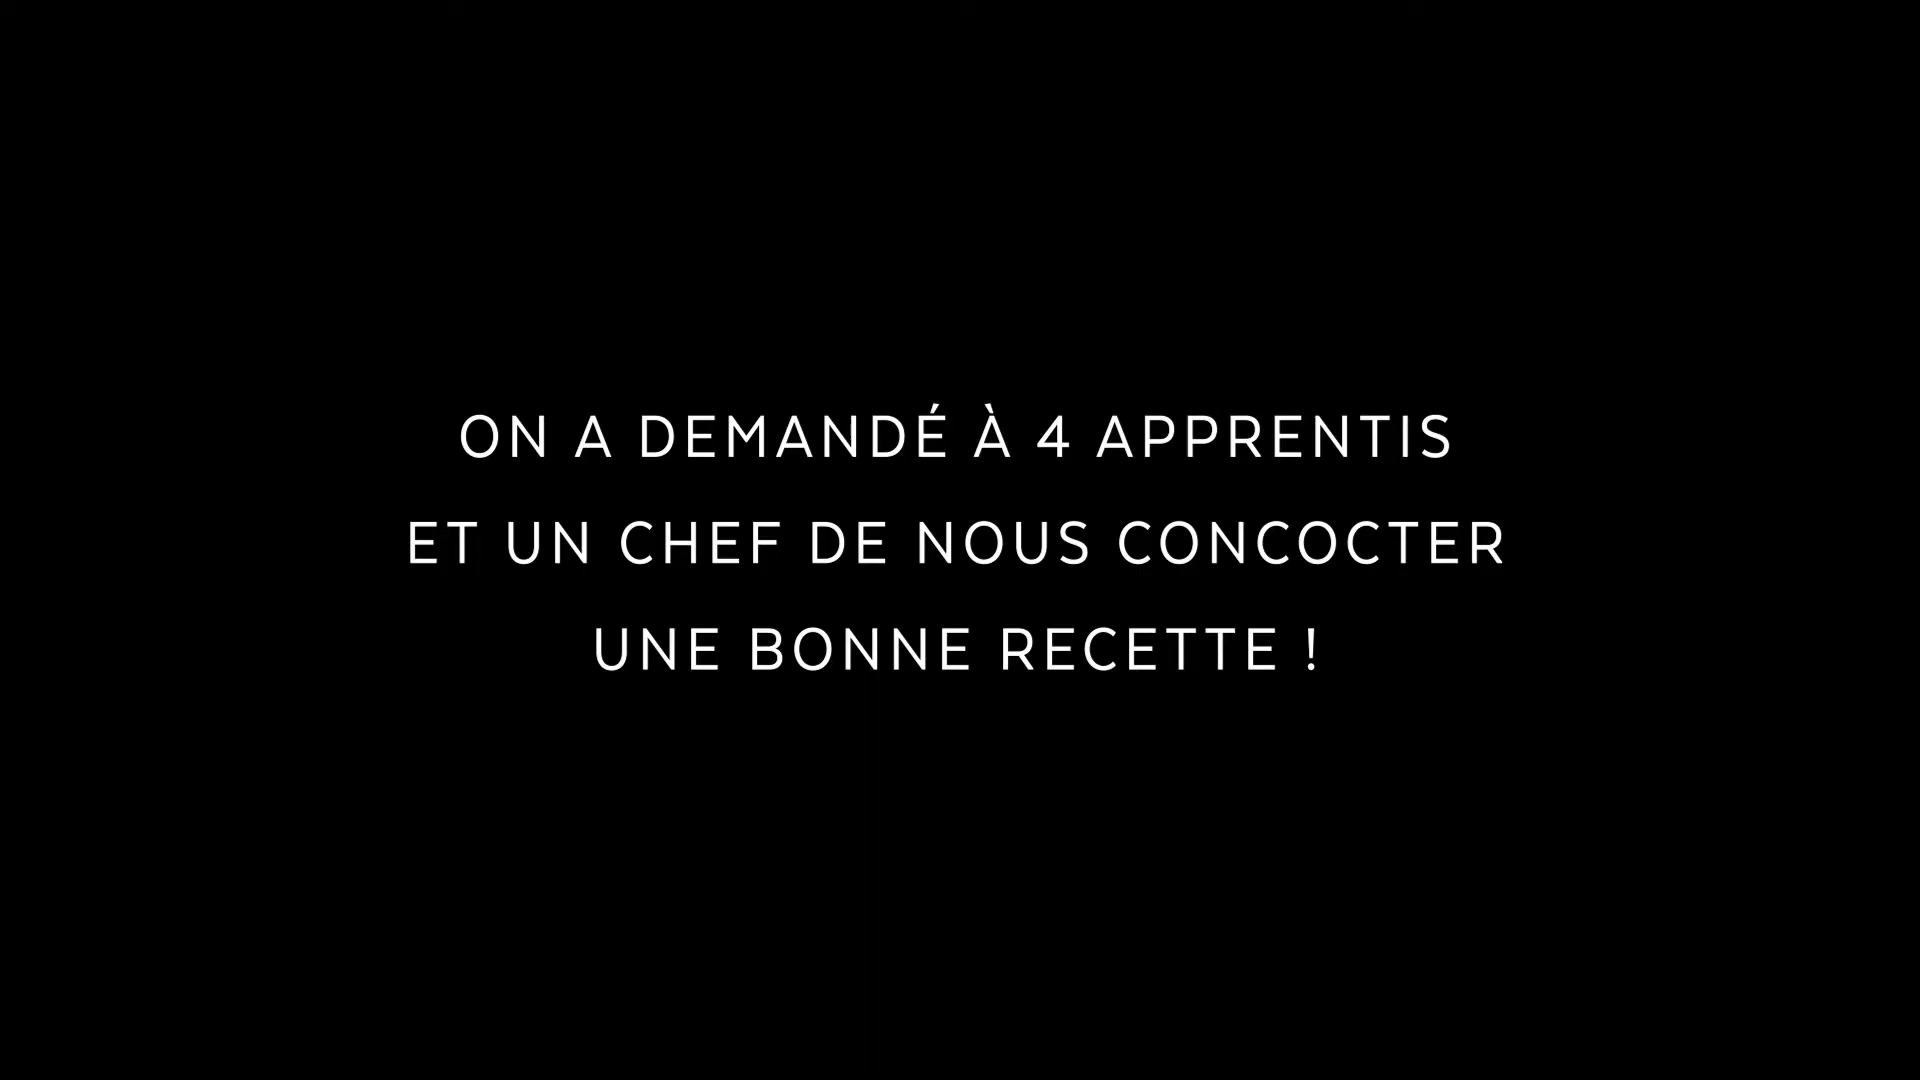 ON A DEMANDÉ À 4 APPRENTIS
ET UN CHEF DE NOUS CONCOCTER
UNE BONNE RECETTE !